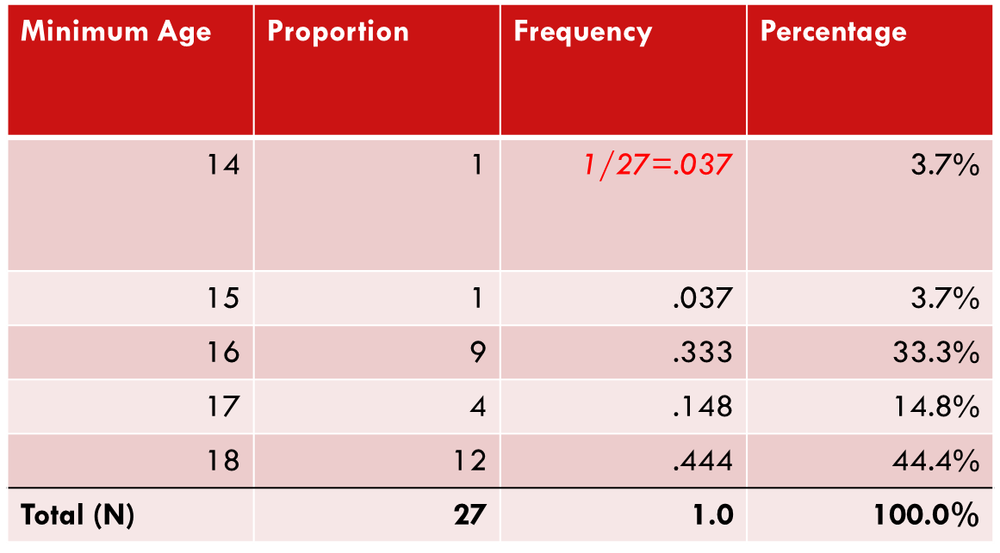 Minimum Age Proportion Frequency Percentage
14 1 1/27=.037 3.7%
15 1 .037 3.7%
16 9 .333 33.3%
17 4 .148 14.8%
18 12 .444 44.4%
Total (N) 27 1.0 100.0%